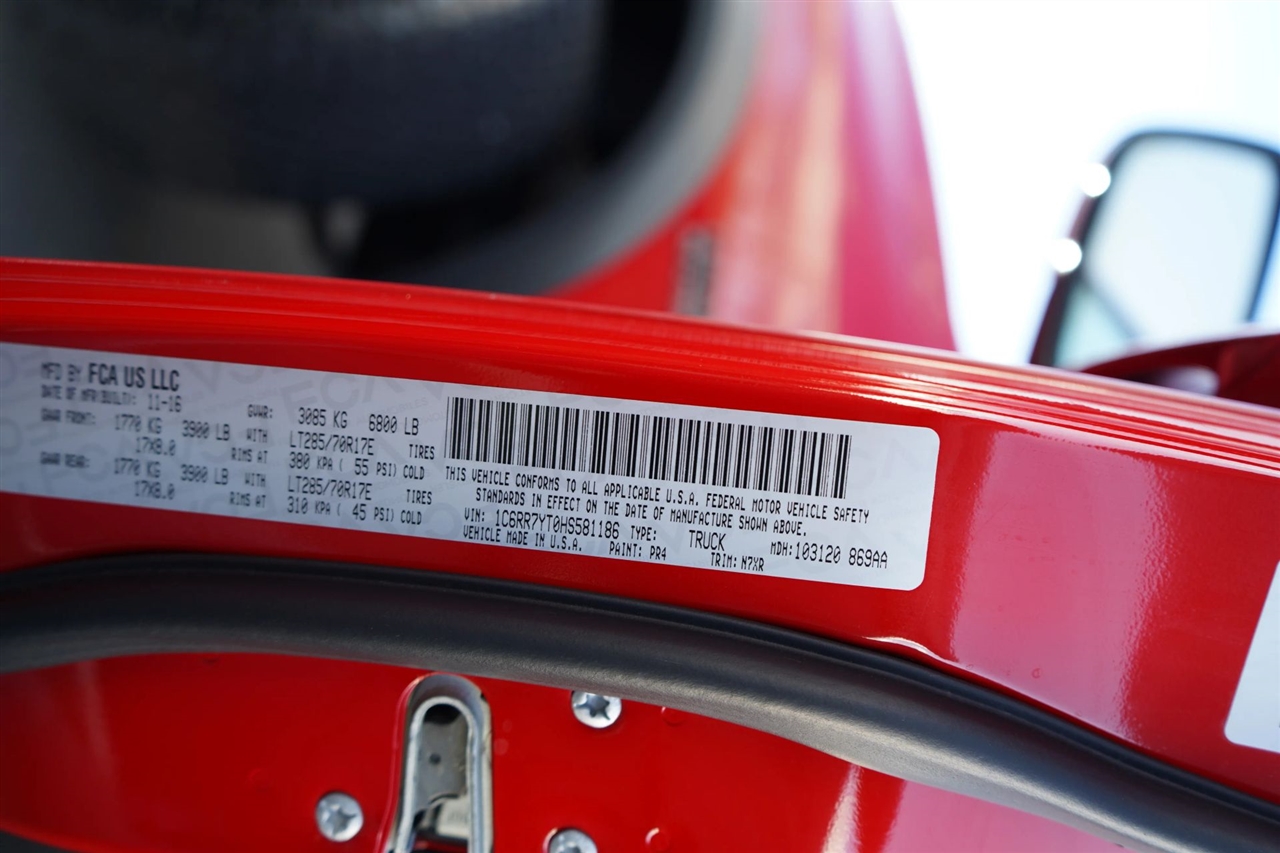 MFD BY FCA US LLC
DATE OF MFR(BUILT): 11-16 GVWR: 3085 KG 6800 LB
GAWR FRONT: 1770 KG 3900 LB WITH LT285/70R17E TIRES
17X8.0 RIMS AT 380 KPA ( 55 PSI) COLD
GAWR REAR: 1770 KG 3900 LB WITH LT285/70R17E TIRES
17X8.0 RIMS AT 310 KPA ( 45 PSI) COLD
THIS VEHICLE CONFORMS TO ALL APPLICABLE U.S.A. FEDERAL MOTOR VEHICLE SAFETY
STANDARDS IN EFFECT ON THE DATE OF MANUFACTURE SHOWN ABOVE.
VIN: 1C6RR7YT0HS581186 TYPE: TRUCK MDH: 103120 869AA
VEHICLE MADE IN U.S.A. PAINT: PR4 TRIM: N7XR